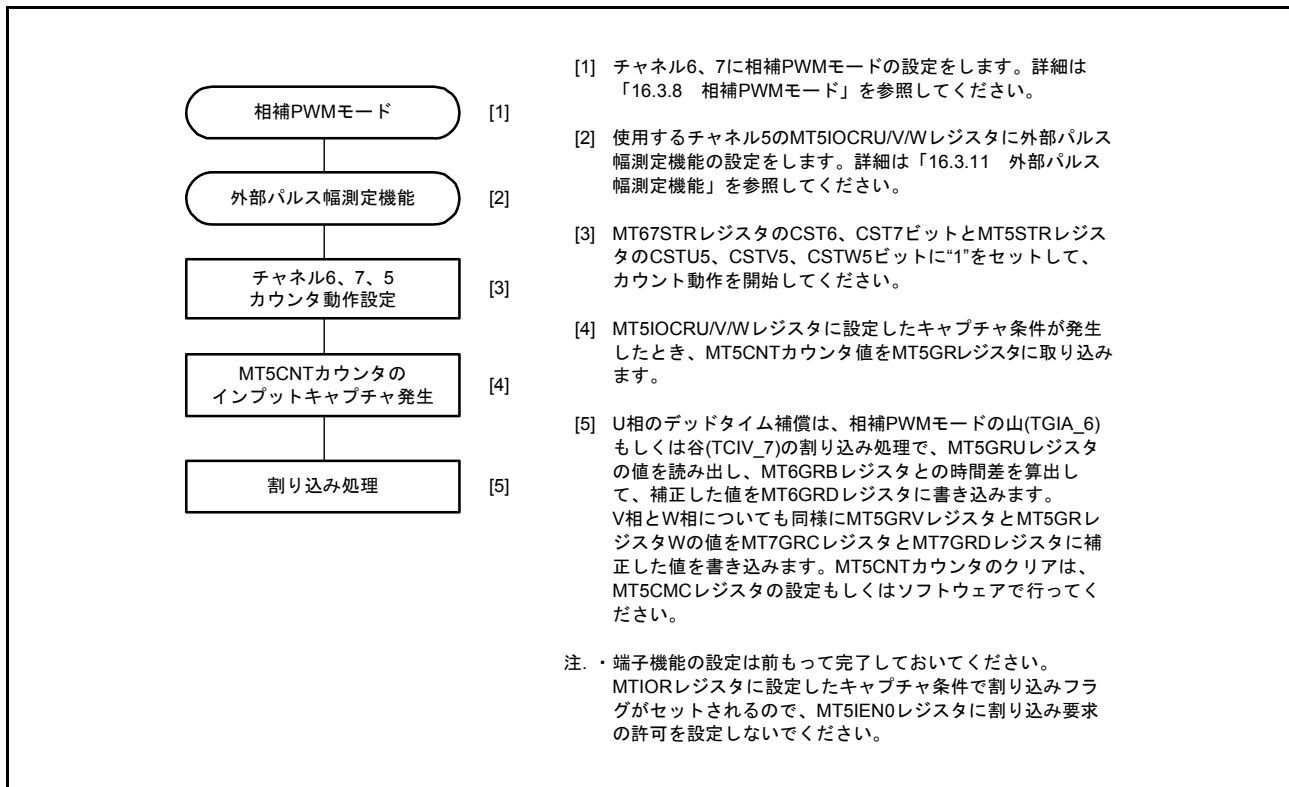 相補PWMモード
[1]
外部パルス幅測定機能
[2]
チャネル6、7、5
カウンタ動作設定
[3]
MT5CNTカウンタの
インプットキャプチャ発生
[4]
割り込み処理
[5]
[1] チャネル6、7に相補PWMモードの設定をします。詳細は
「16.3.8 相補PWMモード」を参照してください。
[2] 使用するチャネル5のMT5IOCRU/V/Wレジスタに外部パルス
幅測定機能の設定をします。詳細は「16.3.11 外部パルス
幅測定機能」を参照してください。
[3] MT67STRレジスタのCST6、CST7ビットとMT5STRレジス
タのCSTU5、CSTV5、CSTW5ビットに“1”をセットして、
カウント動作を開始してください。
[4] MT5IOCRU/V/Wレジスタに設定したキャプチャ条件が発生
したとき、MT5CNTカウンタ値をMT5GRレジスタに取り込み
ます。
[5] U相のデッドタイム補償は、相補PWMモードの山(TGIA_6)
もしくは谷(TCIV_7)の割り込み処理で、MT5GRUレジスタ
の値を読み出し、MT6GRBレジスタとの時間差を算出し
て、補正した値をMT6GRDレジスタに書き込みます。
V相とW相についても同様にMT5GRVレジスタとMT5GRレ
ジスタWの値をMT7GRCレジスタとMT7GRDレジスタに補
正した値を書き込みます。MT5CNTカウンタのクリアは、
MT5CMCレジスタの設定もしくはソフトウェアで行ってく
ださい。
注. ・端子機能の設定は前もって完了しておいてください。
MTIORレジスタに設定したキャプチャ条件で割り込みフラ
グがセットされるので、MT5IEN0レジスタに割り込み要求
の許可を設定しないでください。